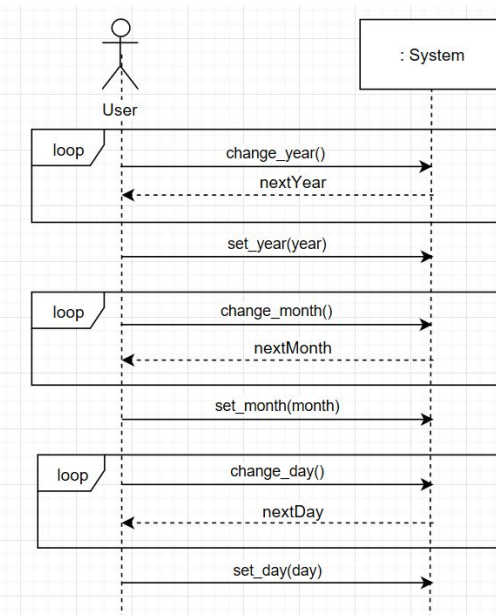 : System
User
loop
change_year()
nextYear
set_year(year)
loop
change_month()
nextMonth
set_month(month)
loop
change_day()
nextDay
set_day(day)